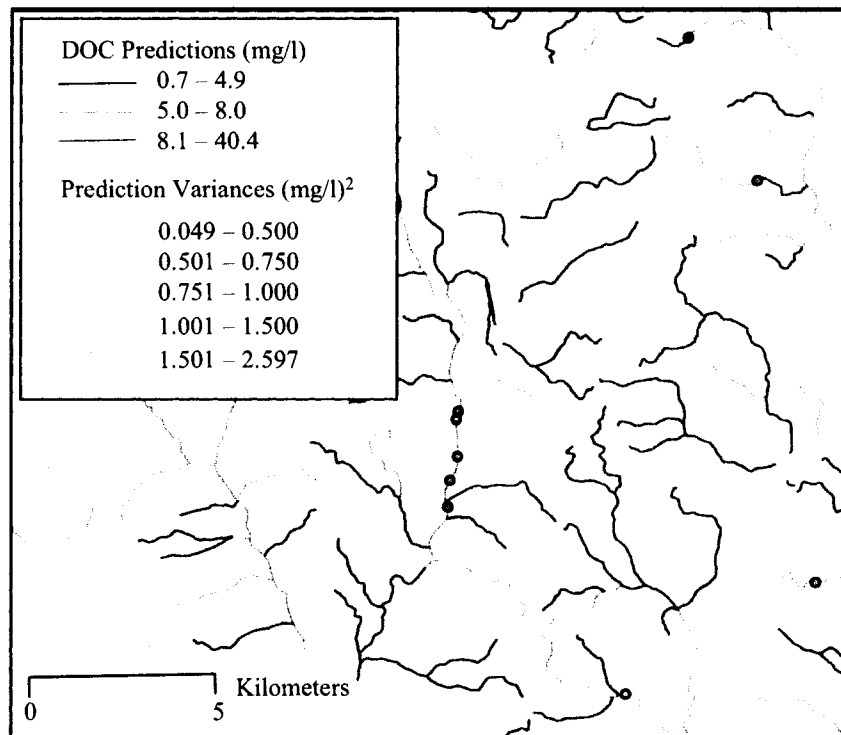 DOC Predictions (mg/l)
0.7 – 4.9
5.0 – 8.0
8.1 – 40.4
Prediction Variances (mg/l)²
0.049 – 0.500
0.501 – 0.750
0.751 – 1.000
1.001 – 1.500
1.501 – 2.597
Kilometers
0 5